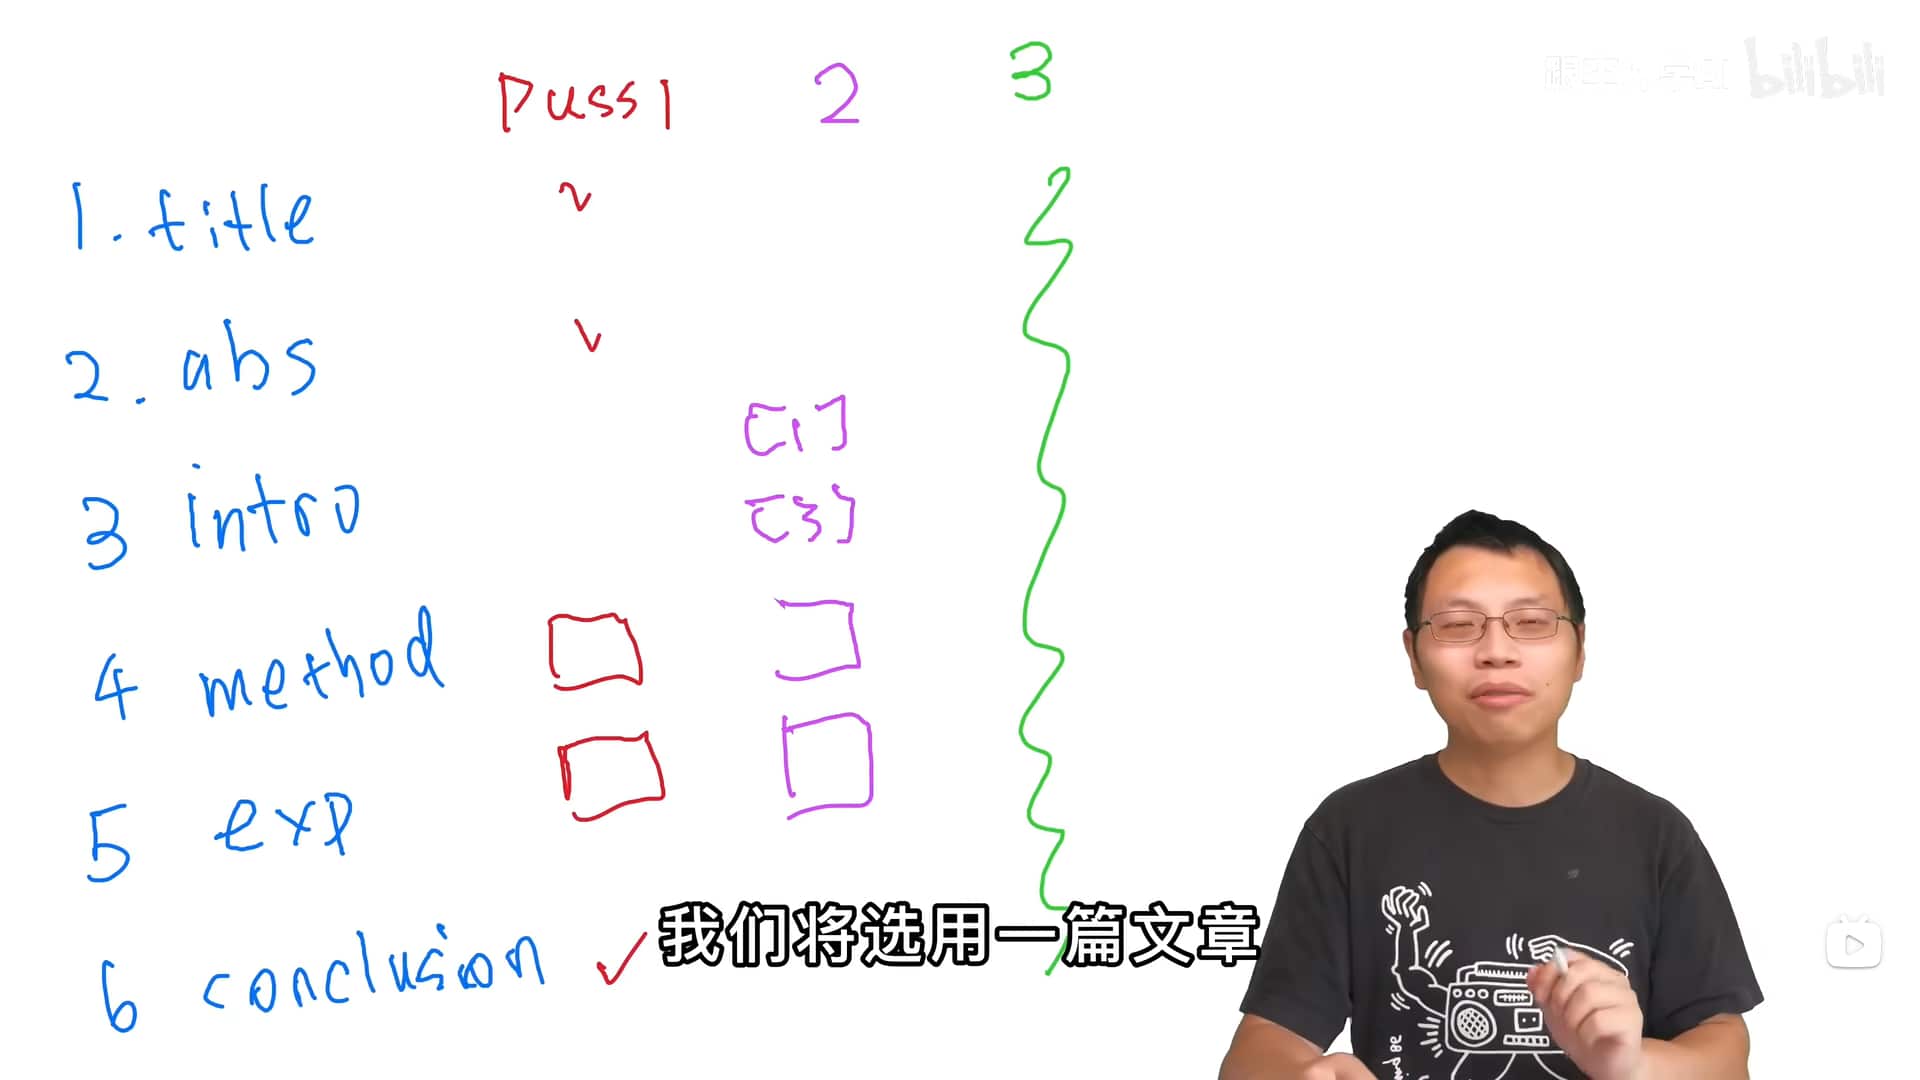 Pass 1 2 3
1. title
2. abs
[1]
3 intro
[3]
4 method
5 exp
6 conclusion
我们将选用一篇文章
bilibili